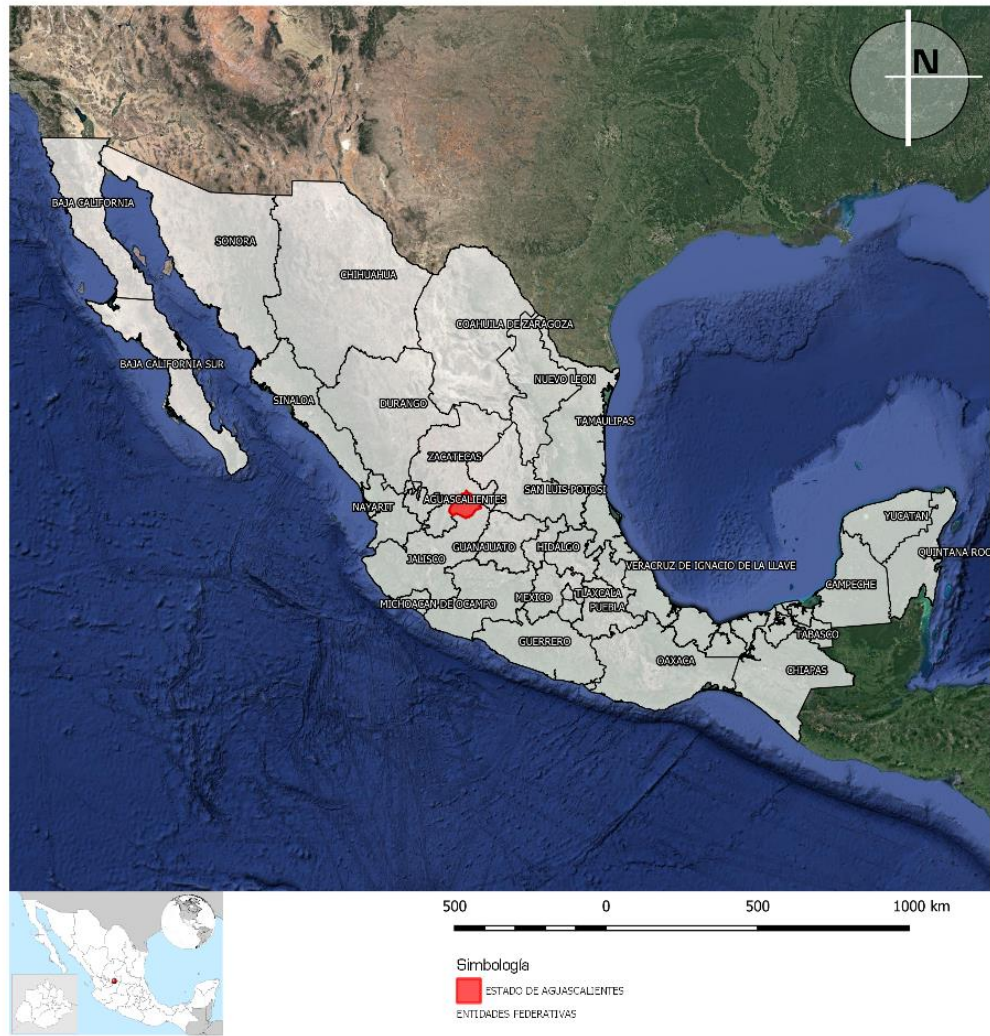 N
BAJA CALIFORNIA
SONORA
CHIHUAHUA
COAHUILA DE ZARAGOZA
BAJA CALIFORNIA SUR
NUEVO LEON
SINALOA
DURANGO
TAMAULIPAS
ZACATECAS
SAN LUIS POTOSI
AGUASCALIENTES
NAYARIT
YUCATAN
GUANAJUATO
HIDALGO
QUINTANA ROO
JALISCO
VERACRUZ DE IGNACIO DE LA LLAVE
CAMPECHE
MICHOACAN DE OCAMPO
MEXICO
TLAXCALA
PUEBLA
TABASCO
GUERRERO
OAXACA
CHIAPAS
500 0 500 1000 km
Simbología
ESTADO DE AGUASCALIENTES
ENTIDADES FEDERATIVAS